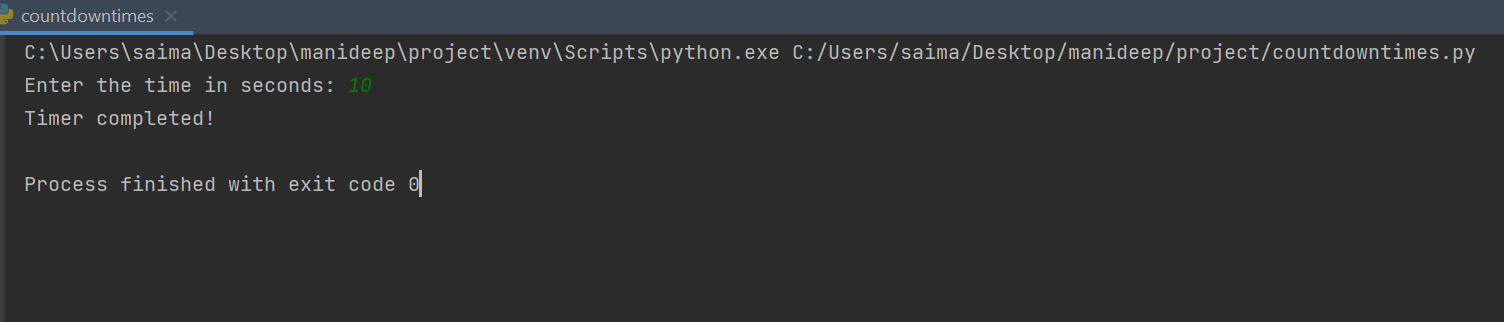 countdowntimes
C:\Users\saima\Desktop\manideep\project\venv\Scripts\python.exe C:/Users/saima/Desktop/manideep/project/countdowntimes.py
Enter the time in seconds: 10
Timer completed!
Process finished with exit code 0